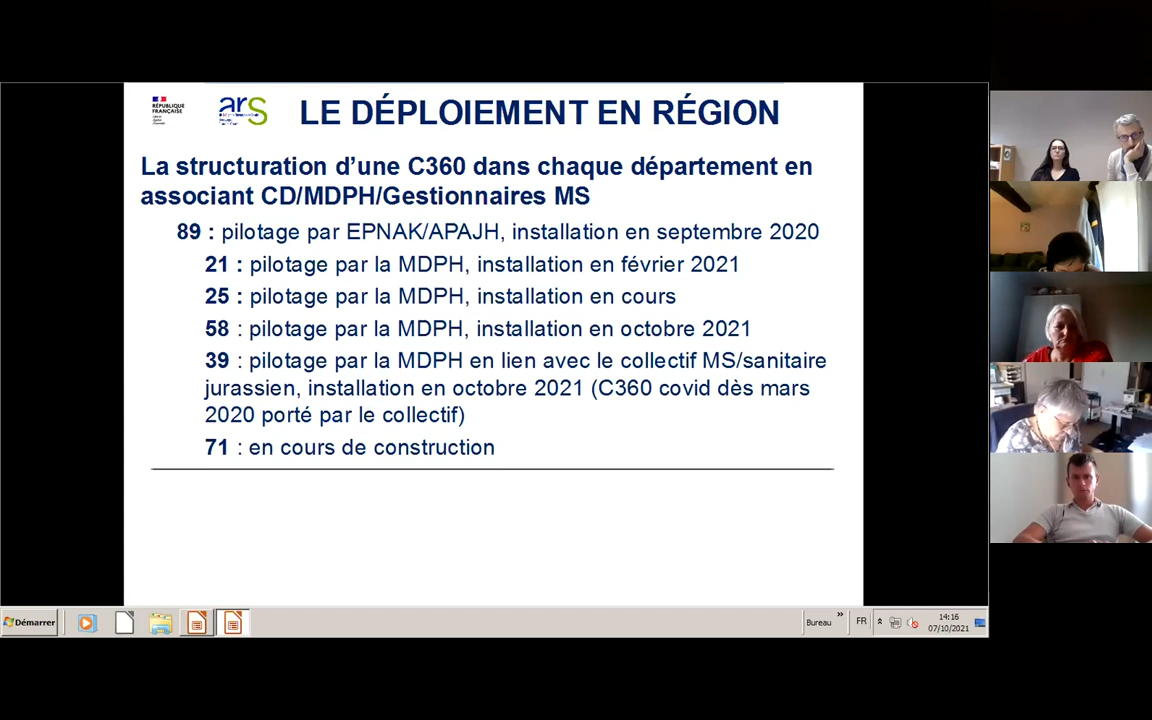 RÉPUBLIQUE
FRANÇAISE
ars
LE DÉPLOIEMENT EN RÉGION
La structuration d'une C360 dans chaque département en
associant CD/MDPH/Gestionnaires MS
89 : pilotage par EPNAK/APAJH, installation en septembre 2020
21 : pilotage par la MDPH, installation en février 2021
25 : pilotage par la MDPH, installation en cours
58 : pilotage par la MDPH, installation en octobre 2021
39 : pilotage par la MDPH en lien avec le collectif MS/sanitaire
jurassien, installation en octobre 2021 (C360 covid dès mars
2020 porté par le collectif)
71 : en cours de construction
Démarrer
Bureau
»
FR
14:16
07/10/2021